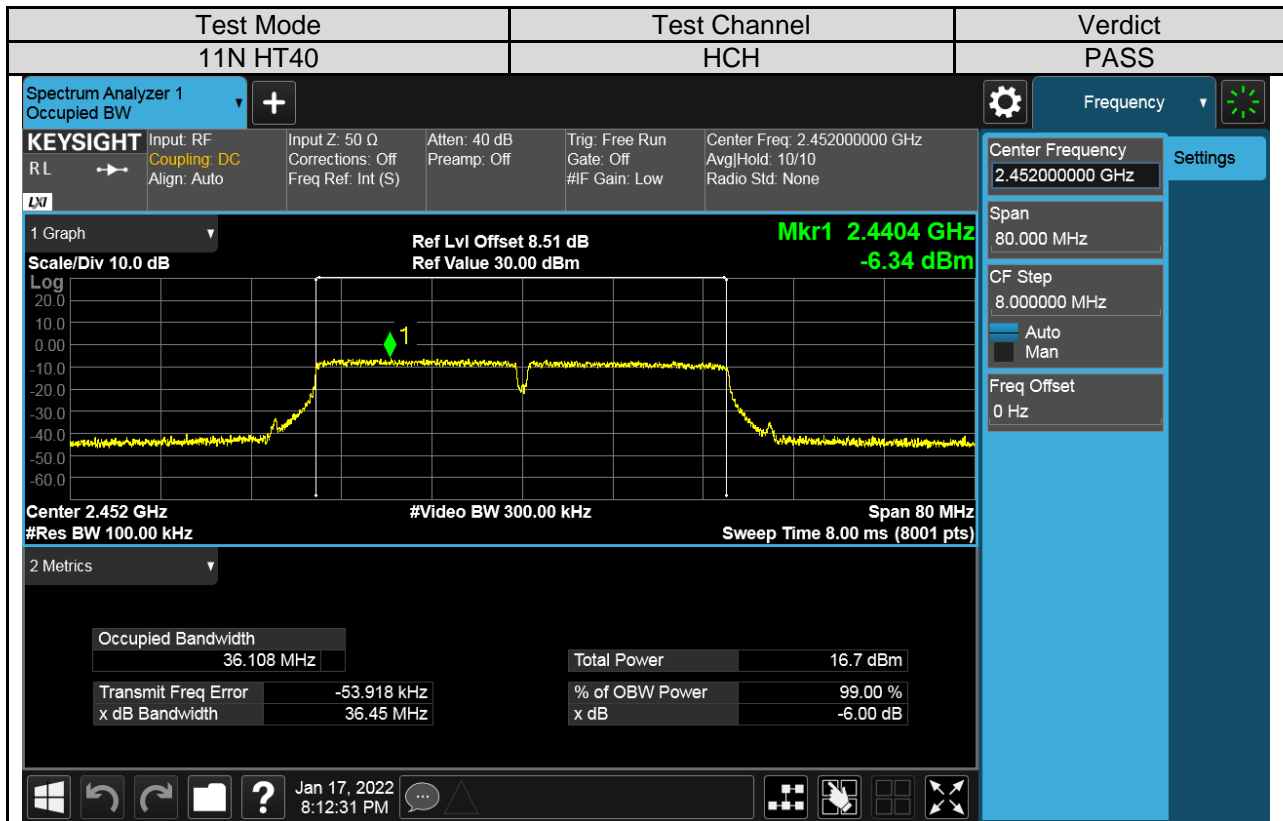 Test Mode Test Channel Verdict
11N HT40 HCH PASS
Spectrum Analyzer 1
Occupied BW
+
Frequency
KEYSIGHT
RL
LXI
Input: RF
Coupling: DC
Align: Auto
Input Z: 50 Ω
Corrections: Off
Freq Ref: Int (S)
Atten: 40 dB
Preamp: Off
Trig: Free Run
Gate: Off
#IF Gain: Low
Center Freq: 2.452000000 GHz
Avg|Hold: 10/10
Radio Std: None
Center Frequency
2.452000000 GHz
Settings
Span
80.000 MHz
CF Step
8.000000 MHz
Auto
Man
Freq Offset
0 Hz
1 Graph
Scale/Div 10.0 dB
Ref Lvl Offset 8.51 dB
Ref Value 30.00 dBm
Mkr1 2.4404 GHz
-6.34 dBm
Log
20.0
10.0
0.00
-10.0
-20.0
-30.0
-40.0
-50.0
-60.0
1
Center 2.452 GHz
#Res BW 100.00 kHz
#Video BW 300.00 kHz
Span 80 MHz
Sweep Time 8.00 ms (8001 pts)
2 Metrics
Occupied Bandwidth
36.108 MHz
Total Power 16.7 dBm
Transmit Freq Error -53.918 kHz
% of OBW Power 99.00 %
x dB Bandwidth 36.45 MHz
x dB -6.00 dB
?
Jan 17, 2022
8:12:31 PM